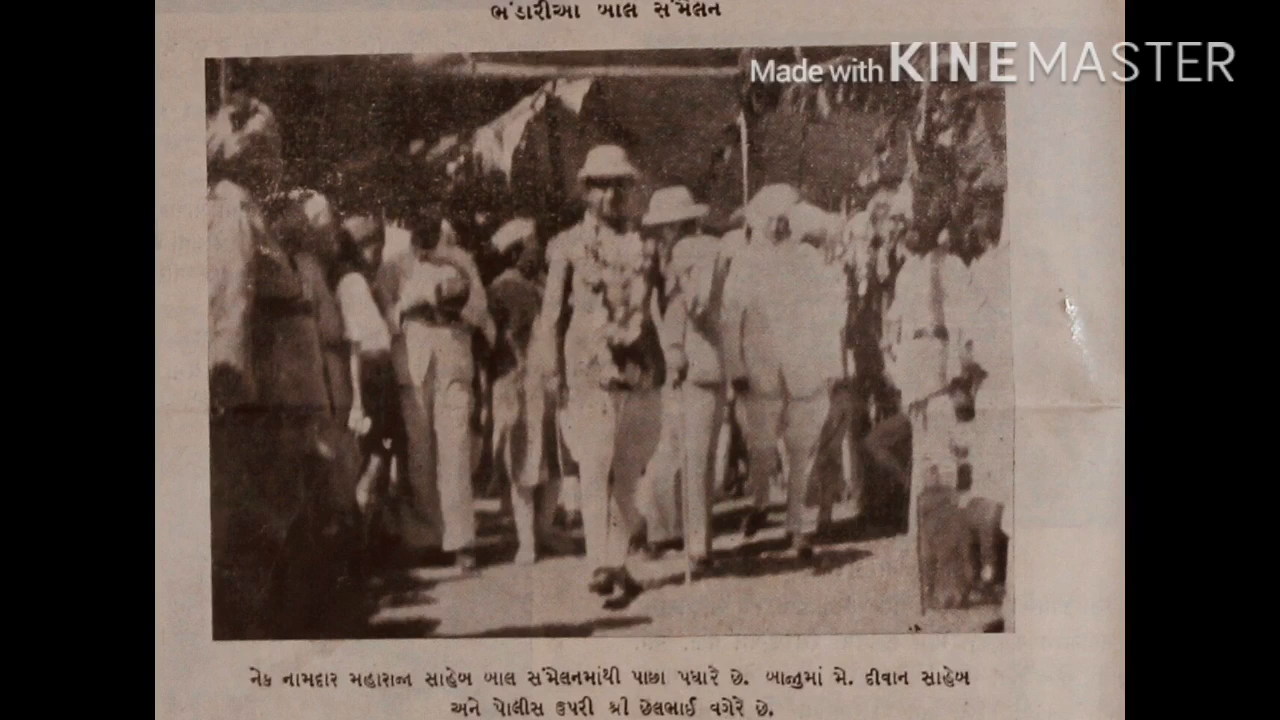 ભંડારીઆ બાલ સંમેલન
Made with KINEMASTER
નેક નામદાર મહારાજા સાહેબ બાલ સંમેલનમાંથી પાછા પધારે છે. બાજુમાં મે. દીવાન સાહેબ
અને પોલીસ ઉપરી શ્રી છેલભાઈ વગેરે છે.